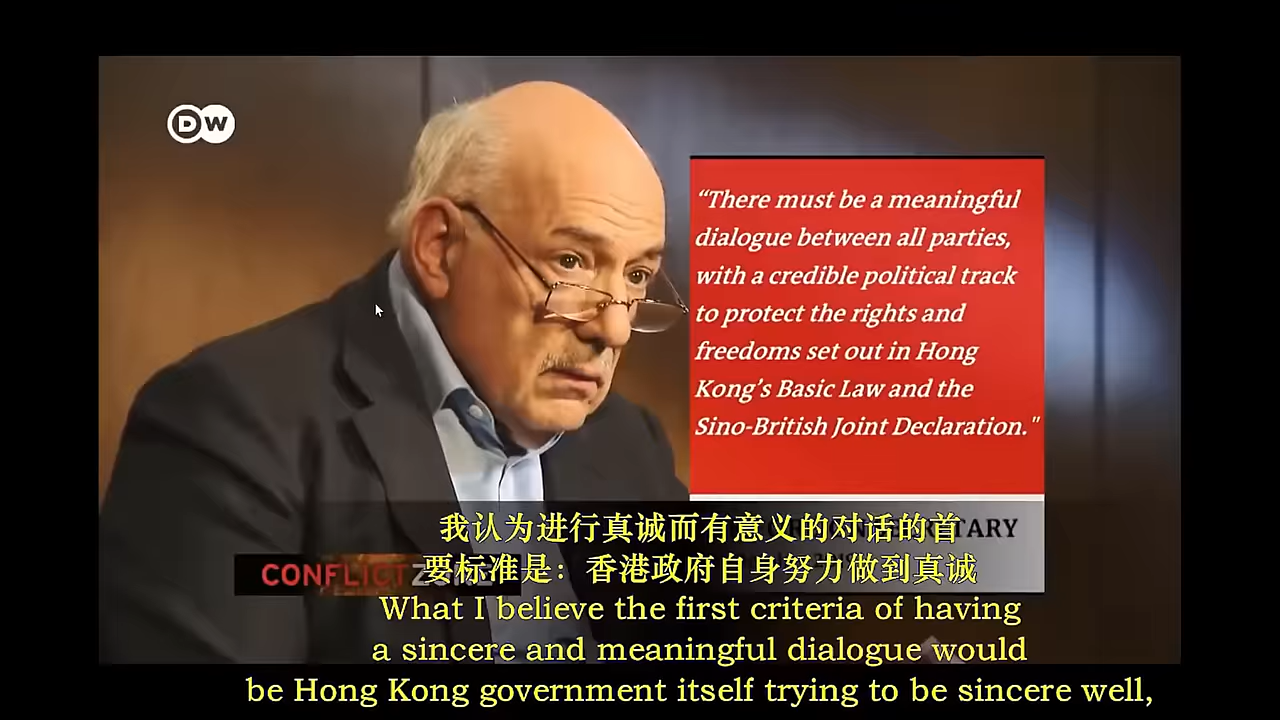 DW
“There must be a meaningful
dialogue between all parties,
with a credible political track
to protect the rights and
freedoms set out in Hong
Kong’s Basic Law and the
Sino-British Joint Declaration."
CONFLICT
我认为进行真诚而有意义的对话的首
要标准是：香港政府自身努力做到真诚
What I believe the first criteria of having
a sincere and meaningful dialogue would
be Hong Kong government itself trying to be sincere well,